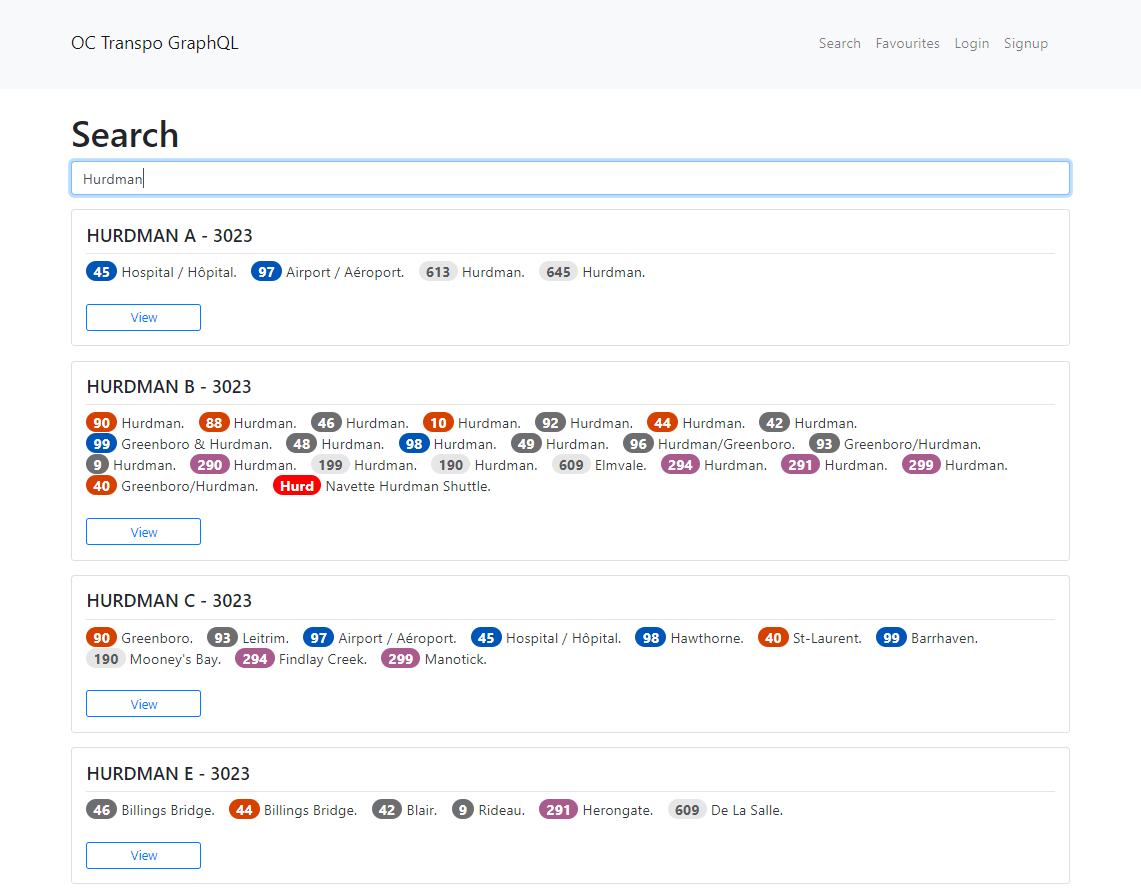 OC Transpo GraphQL Search Favourites Login Signup
Search
Hurdman
HURDMAN A - 3023
45 Hospital / Hôpital. 97 Airport / Aéroport. 613 Hurdman. 645 Hurdman.
View
HURDMAN B - 3023
90 Hurdman. 88 Hurdman. 46 Hurdman. 10 Hurdman. 92 Hurdman. 44 Hurdman. 42 Hurdman.
99 Greenboro & Hurdman. 48 Hurdman. 98 Hurdman. 49 Hurdman. 96 Hurdman/Greenboro. 93 Greenboro/Hurdman.
9 Hurdman. 290 Hurdman. 199 Hurdman. 190 Hurdman. 609 Elmvale. 294 Hurdman. 291 Hurdman. 299 Hurdman.
40 Greenboro/Hurdman. Hurd Navette Hurdman Shuttle.
View
HURDMAN C - 3023
90 Greenboro. 93 Leitrim. 97 Airport / Aéroport. 45 Hospital / Hôpital. 98 Hawthorne. 40 St-Laurent. 99 Barrhaven.
190 Mooney's Bay. 294 Findlay Creek. 299 Manotick.
View
HURDMAN E - 3023
46 Billings Bridge. 44 Billings Bridge. 42 Blair. 9 Rideau. 291 Herongate. 609 De La Salle.
View